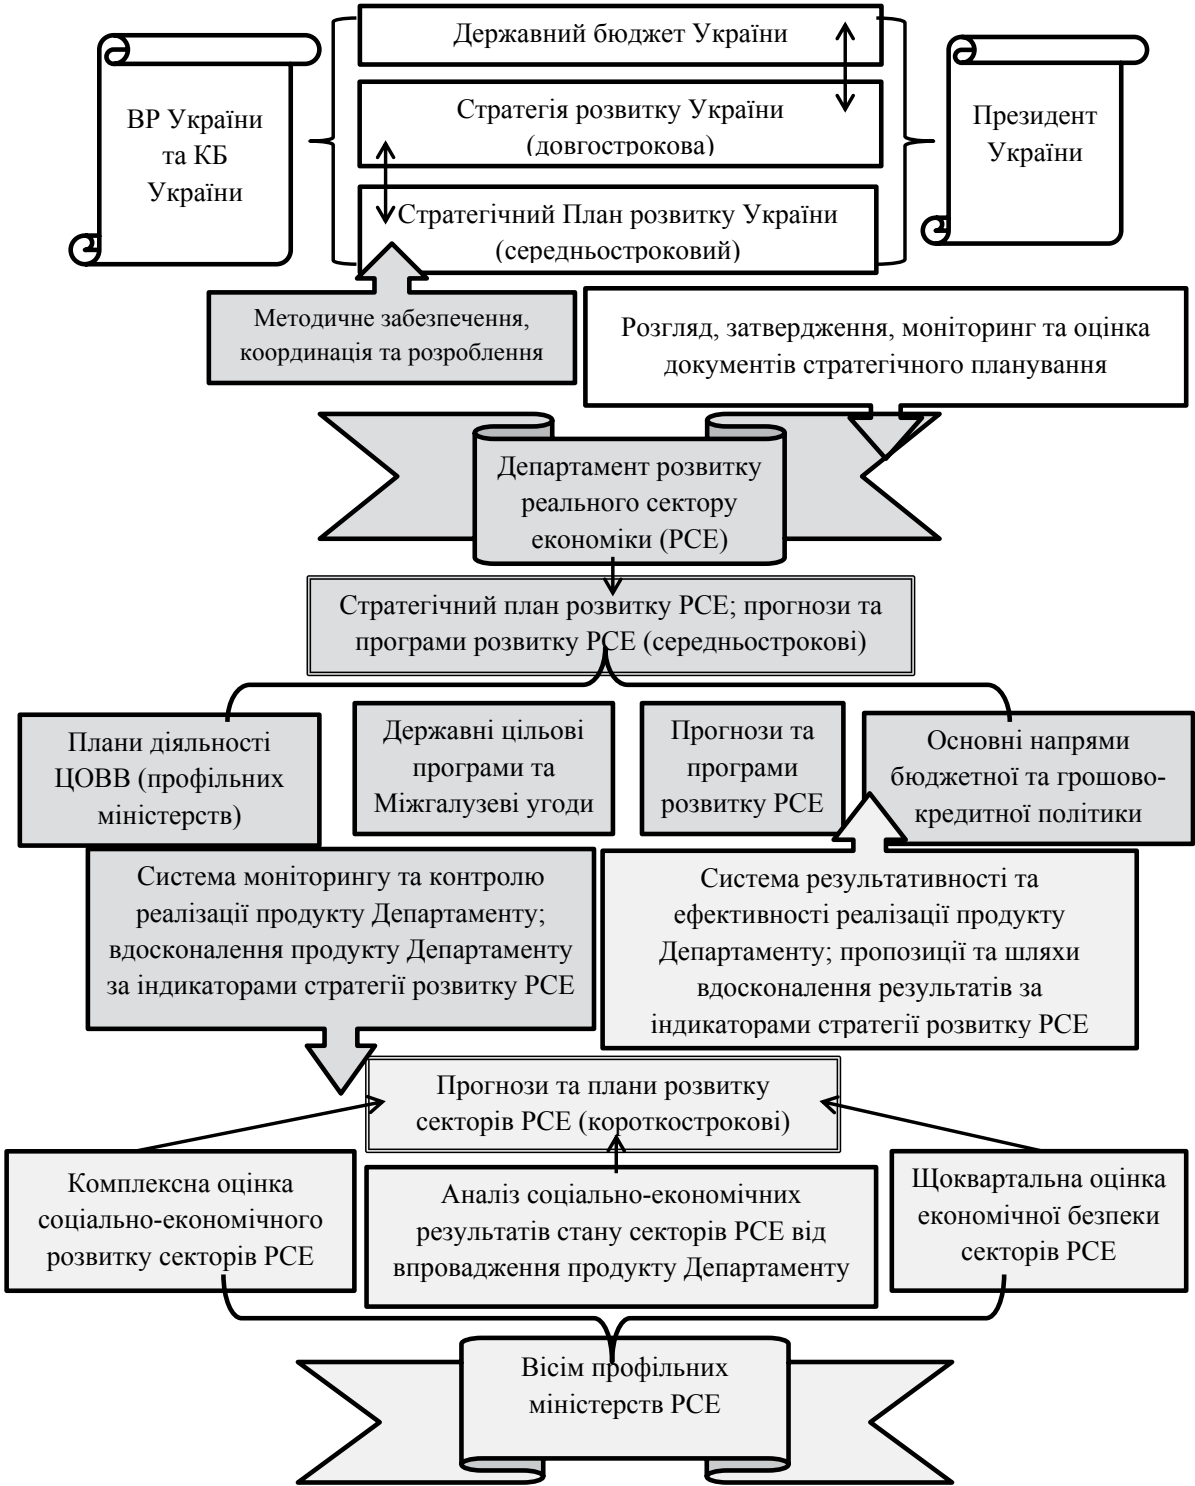 Державний бюджет України
ВР України
та КБ
України
Стратегія розвитку України
(довгострокова)
Президент
України
Стратегічний План розвитку України
(середньостроковий)
Методичне забезпечення,
координація та розроблення
Розгляд, затвердження, моніторинг та оцінка
документів стратегічного планування
Департамент розвитку
реального сектору
економіки (РСЕ)
Стратегічний план розвитку РСЕ; прогнози та
програми розвитку РСЕ (середньострокові)
Плани діяльності
ЦОВВ (профільних
міністерств)
Державні цільові
програми та
Міжгалузеві угоди
Прогнози та
програми
розвитку РСЕ
Основні напрями
бюджетної та грошово-
кредитної політики
Система моніторингу та контролю
реалізації продукту Департаменту;
вдосконалення продукту Департаменту
за індикаторами стратегії розвитку РСЕ
Система результативності та
ефективності реалізації продукту
Департаменту; пропозиції та шляхи
вдосконалення результатів за
індикаторами стратегії розвитку РСЕ
Прогнози та плани розвитку
секторів РСЕ (короткострокові)
Комплексна оцінка
соціально-економічного
розвитку секторів РСЕ
Аналіз соціально-економічних
результатів стану секторів РСЕ від
впровадження продукту Департаменту
Щоквартальна оцінка
економічної безпеки
секторів РСЕ
Вісім профільних
міністерств РСЕ